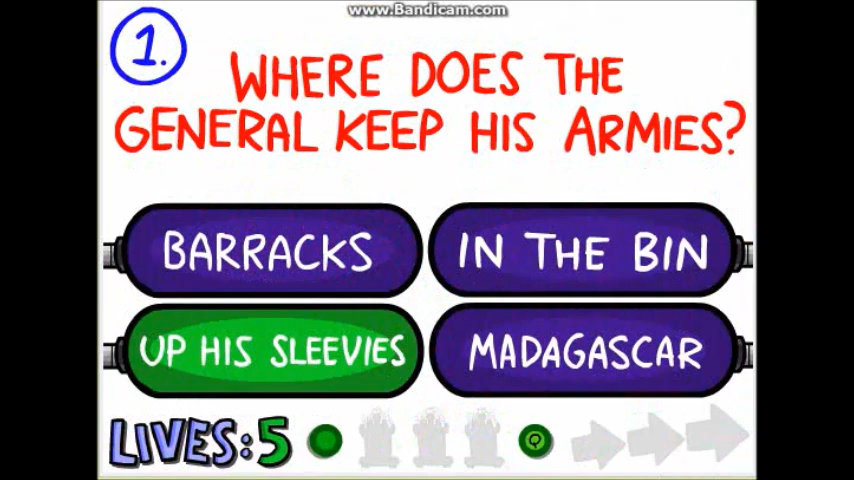 www.Bandicam.com
1.
WHERE DOES THE
GENERAL KEEP HIS ARMIES?
BARRACKS
IN THE BIN
UP HIS SLEEVIES
MADAGASCAR
LIVES:5